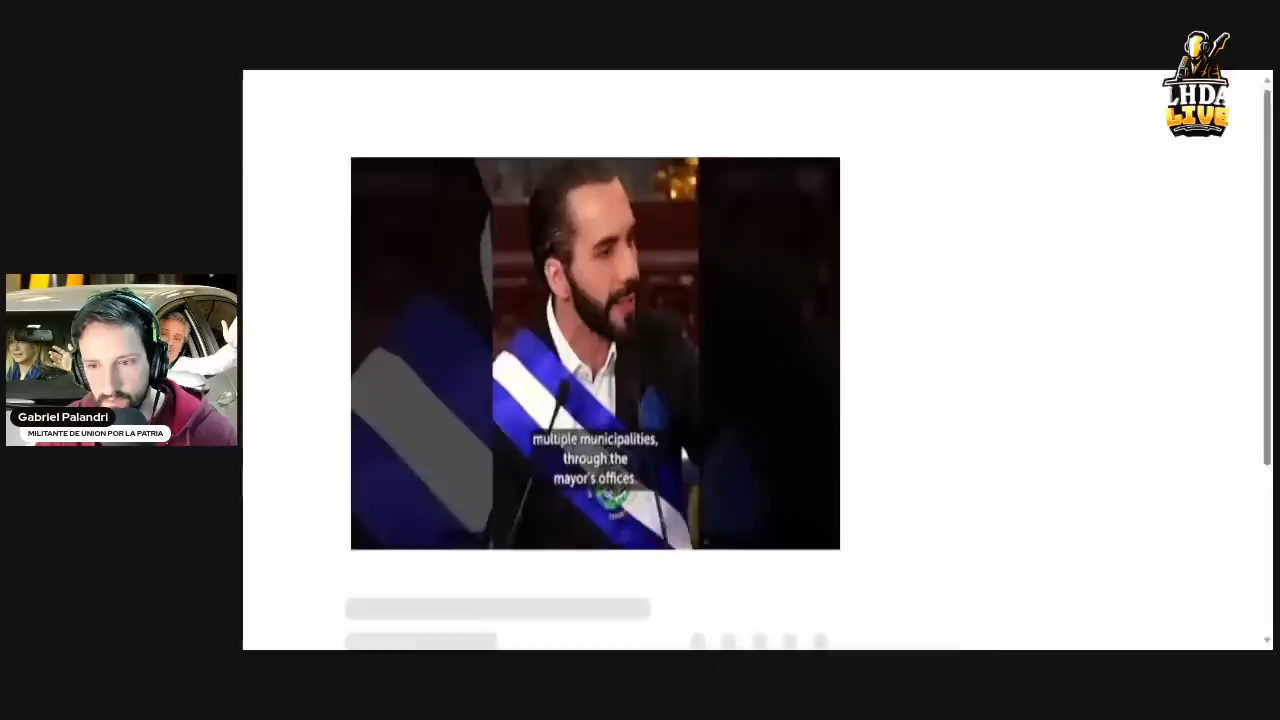 LHDA
LIVE
multiple municipalities,
through the
mayor's offices
Gabriel Palandri
MILITANTE DE UNION POR LA PATRIA